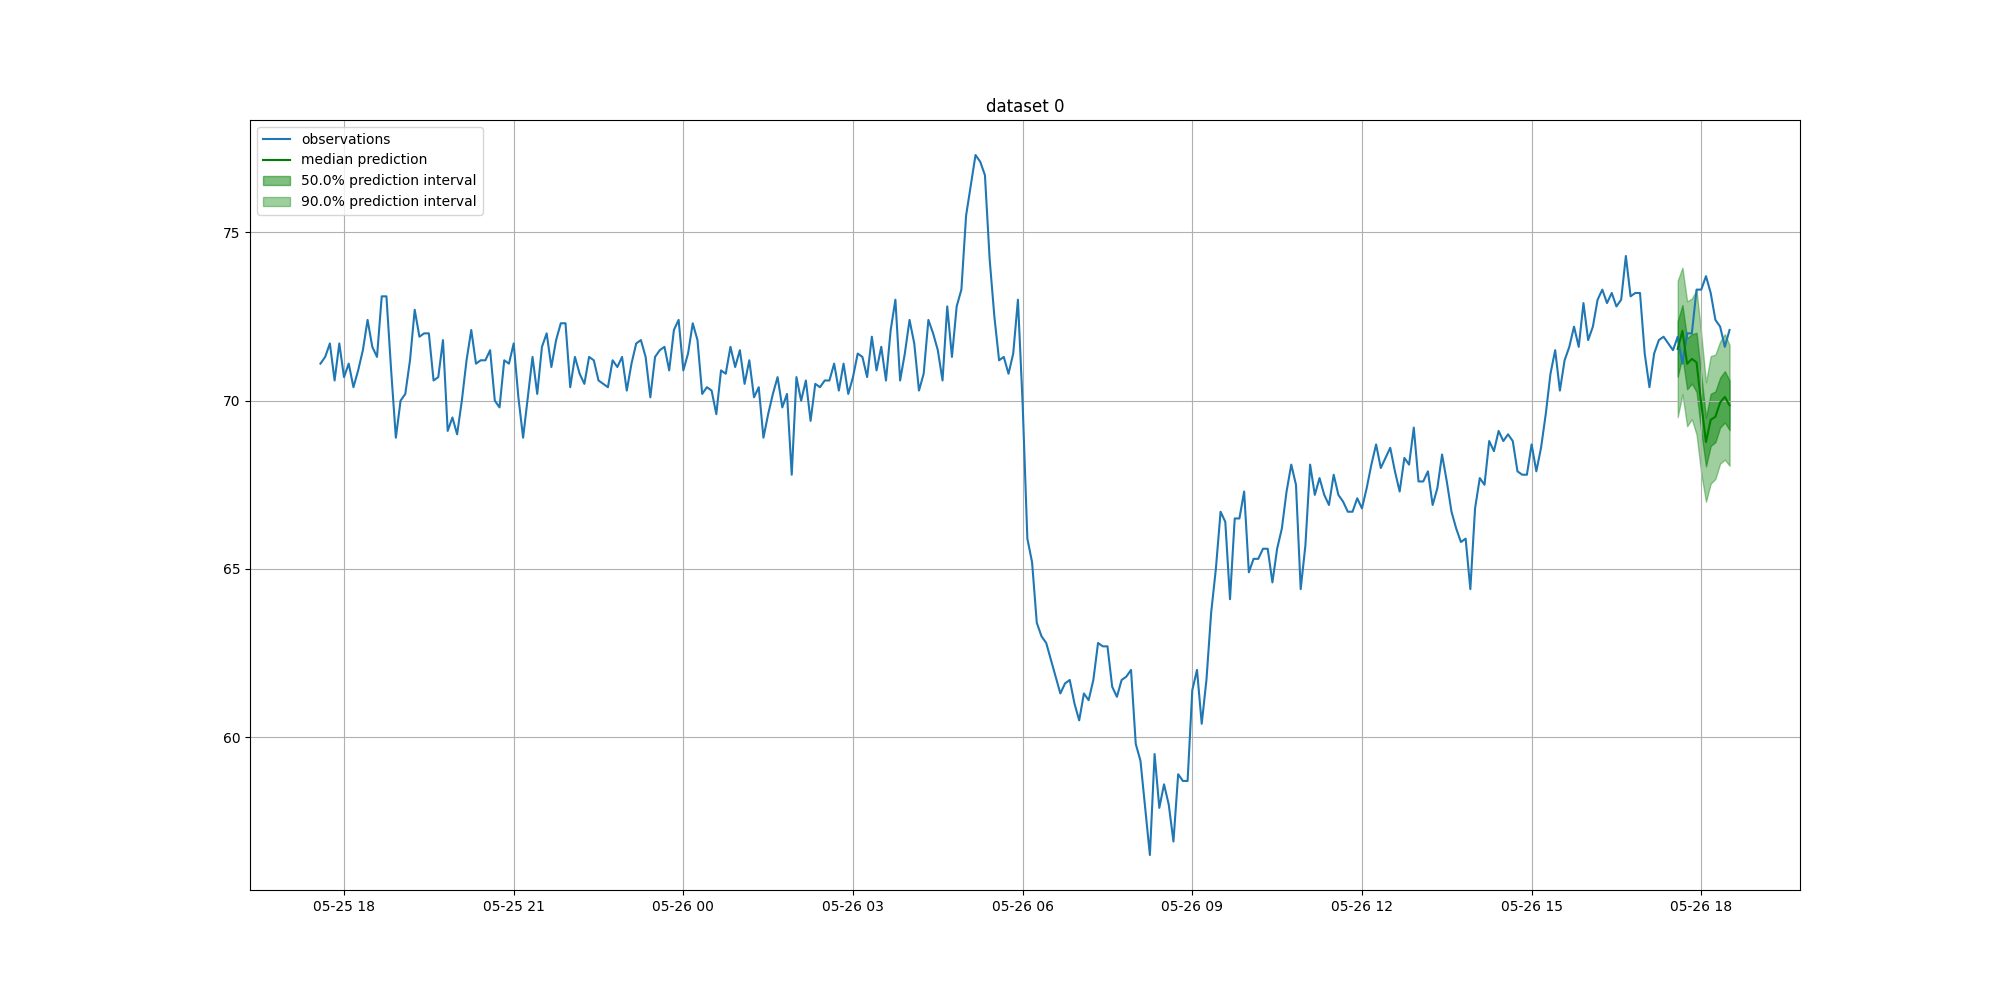 dataset 0
observations
median prediction
50.0% prediction interval
90.0% prediction interval
75
70
65
60
05-25 18
05-25 21
05-26 00
05-26 03
05-26 06
05-26 09
05-26 12
05-26 15
05-26 18